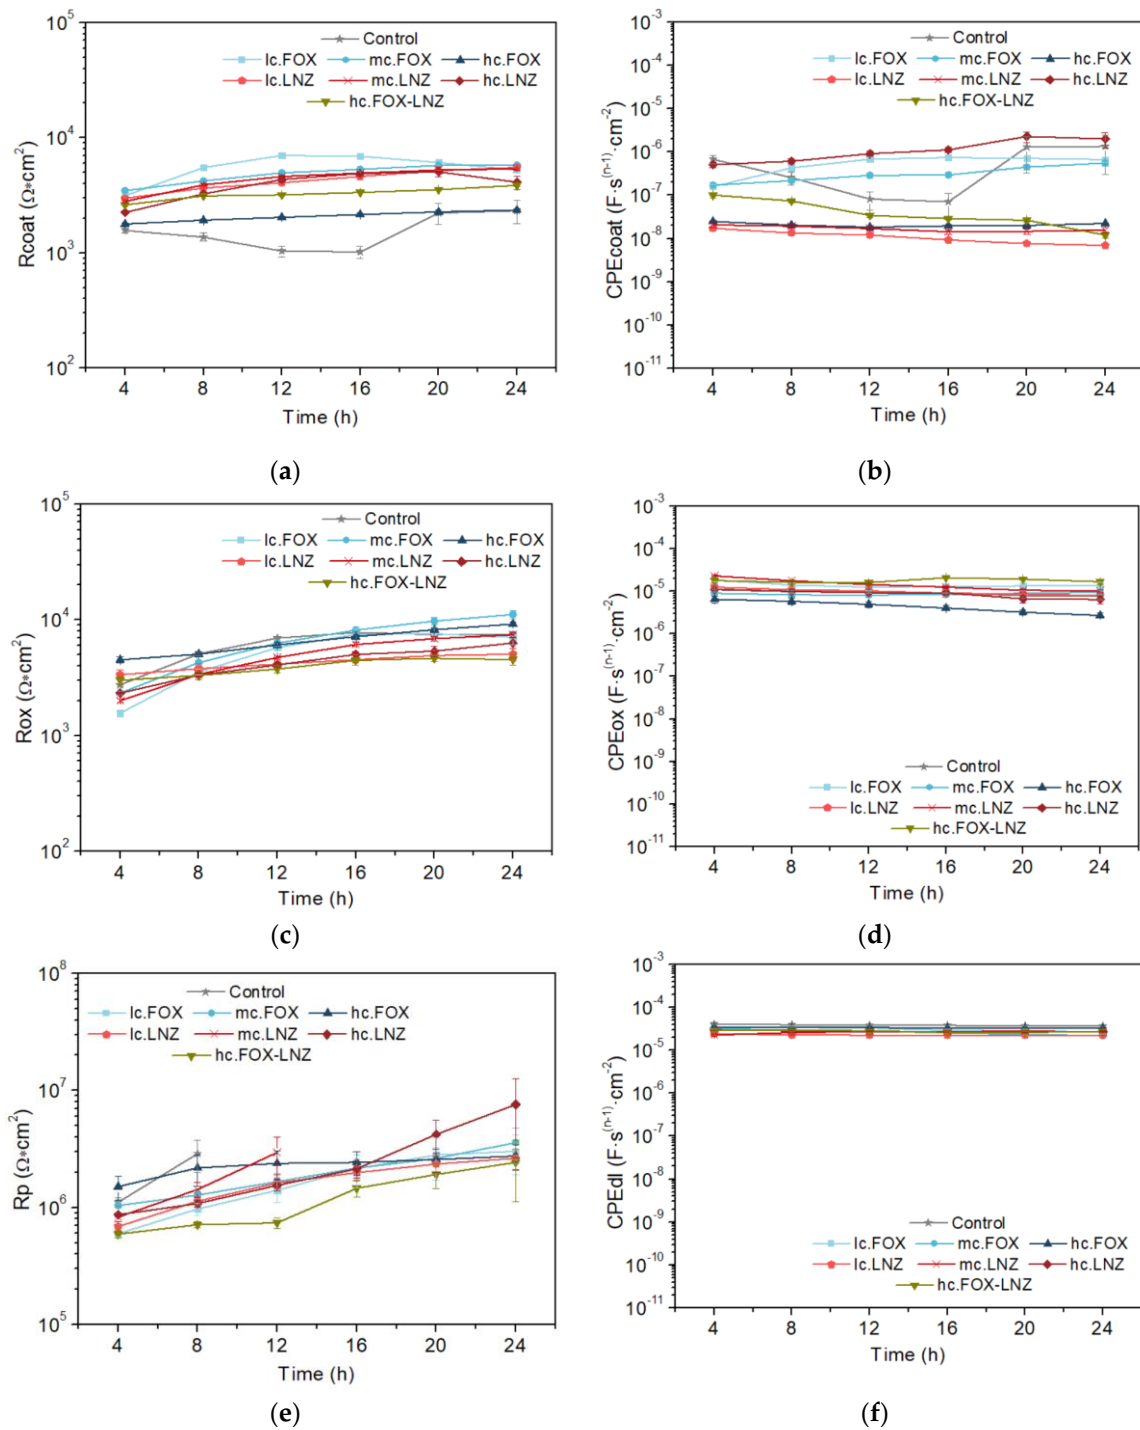 10^5
10^4
10^3
10^2
Rcoat (Ω*cm^2)
Control
lc.FOX mc.FOX hc.FOX
lc.LNZ mc.LNZ hc.LNZ
hc.FOX-LNZ
4 8 12 16 20 24
Time (h)
(a)
10^-3
10^-4
10^-5
10^-6
10^-7
10^-8
10^-9
10^-10
10^-11
CPEcoat (F·s^(n-1)·cm^-2)
Control
lc.FOX mc.FOX hc.FOX
lc.LNZ mc.LNZ hc.LNZ
hc.FOX-LNZ
4 8 12 16 20 24
Time (h)
(b)
10^5
10^4
10^3
10^2
Rox (Ω*cm^2)
Control
lc.FOX mc.FOX hc.FOX
lc.LNZ mc.LNZ hc.LNZ
hc.FOX-LNZ
4 8 12 16 20 24
Time (h)
(c)
10^-3
10^-4
10^-5
10^-6
10^-7
10^-8
10^-9
10^-10
10^-11
CPEox (F·s^(n-1)·cm^-2)
Control
lc.FOX mc.FOX hc.FOX
lc.LNZ mc.LNZ hc.LNZ
hc.FOX-LNZ
4 8 12 16 20 24
Time (h)
(d)
10^8
10^7
10^6
10^5
Rp (Ω*cm^2)
Control
lc.FOX mc.FOX hc.FOX
lc.LNZ mc.LNZ hc.LNZ
hc.FOX-LNZ
4 8 12 16 20 24
Time (h)
(e)
10^-3
10^-4
10^-5
10^-6
10^-7
10^-8
10^-9
10^-10
10^-11
CPEdl (F·s^(n-1)·cm^-2)
Control
lc.FOX mc.FOX hc.FOX
lc.LNZ mc.LNZ hc.LNZ
hc.FOX-LNZ
4 8 12 16 20 24
Time (h)
(f)